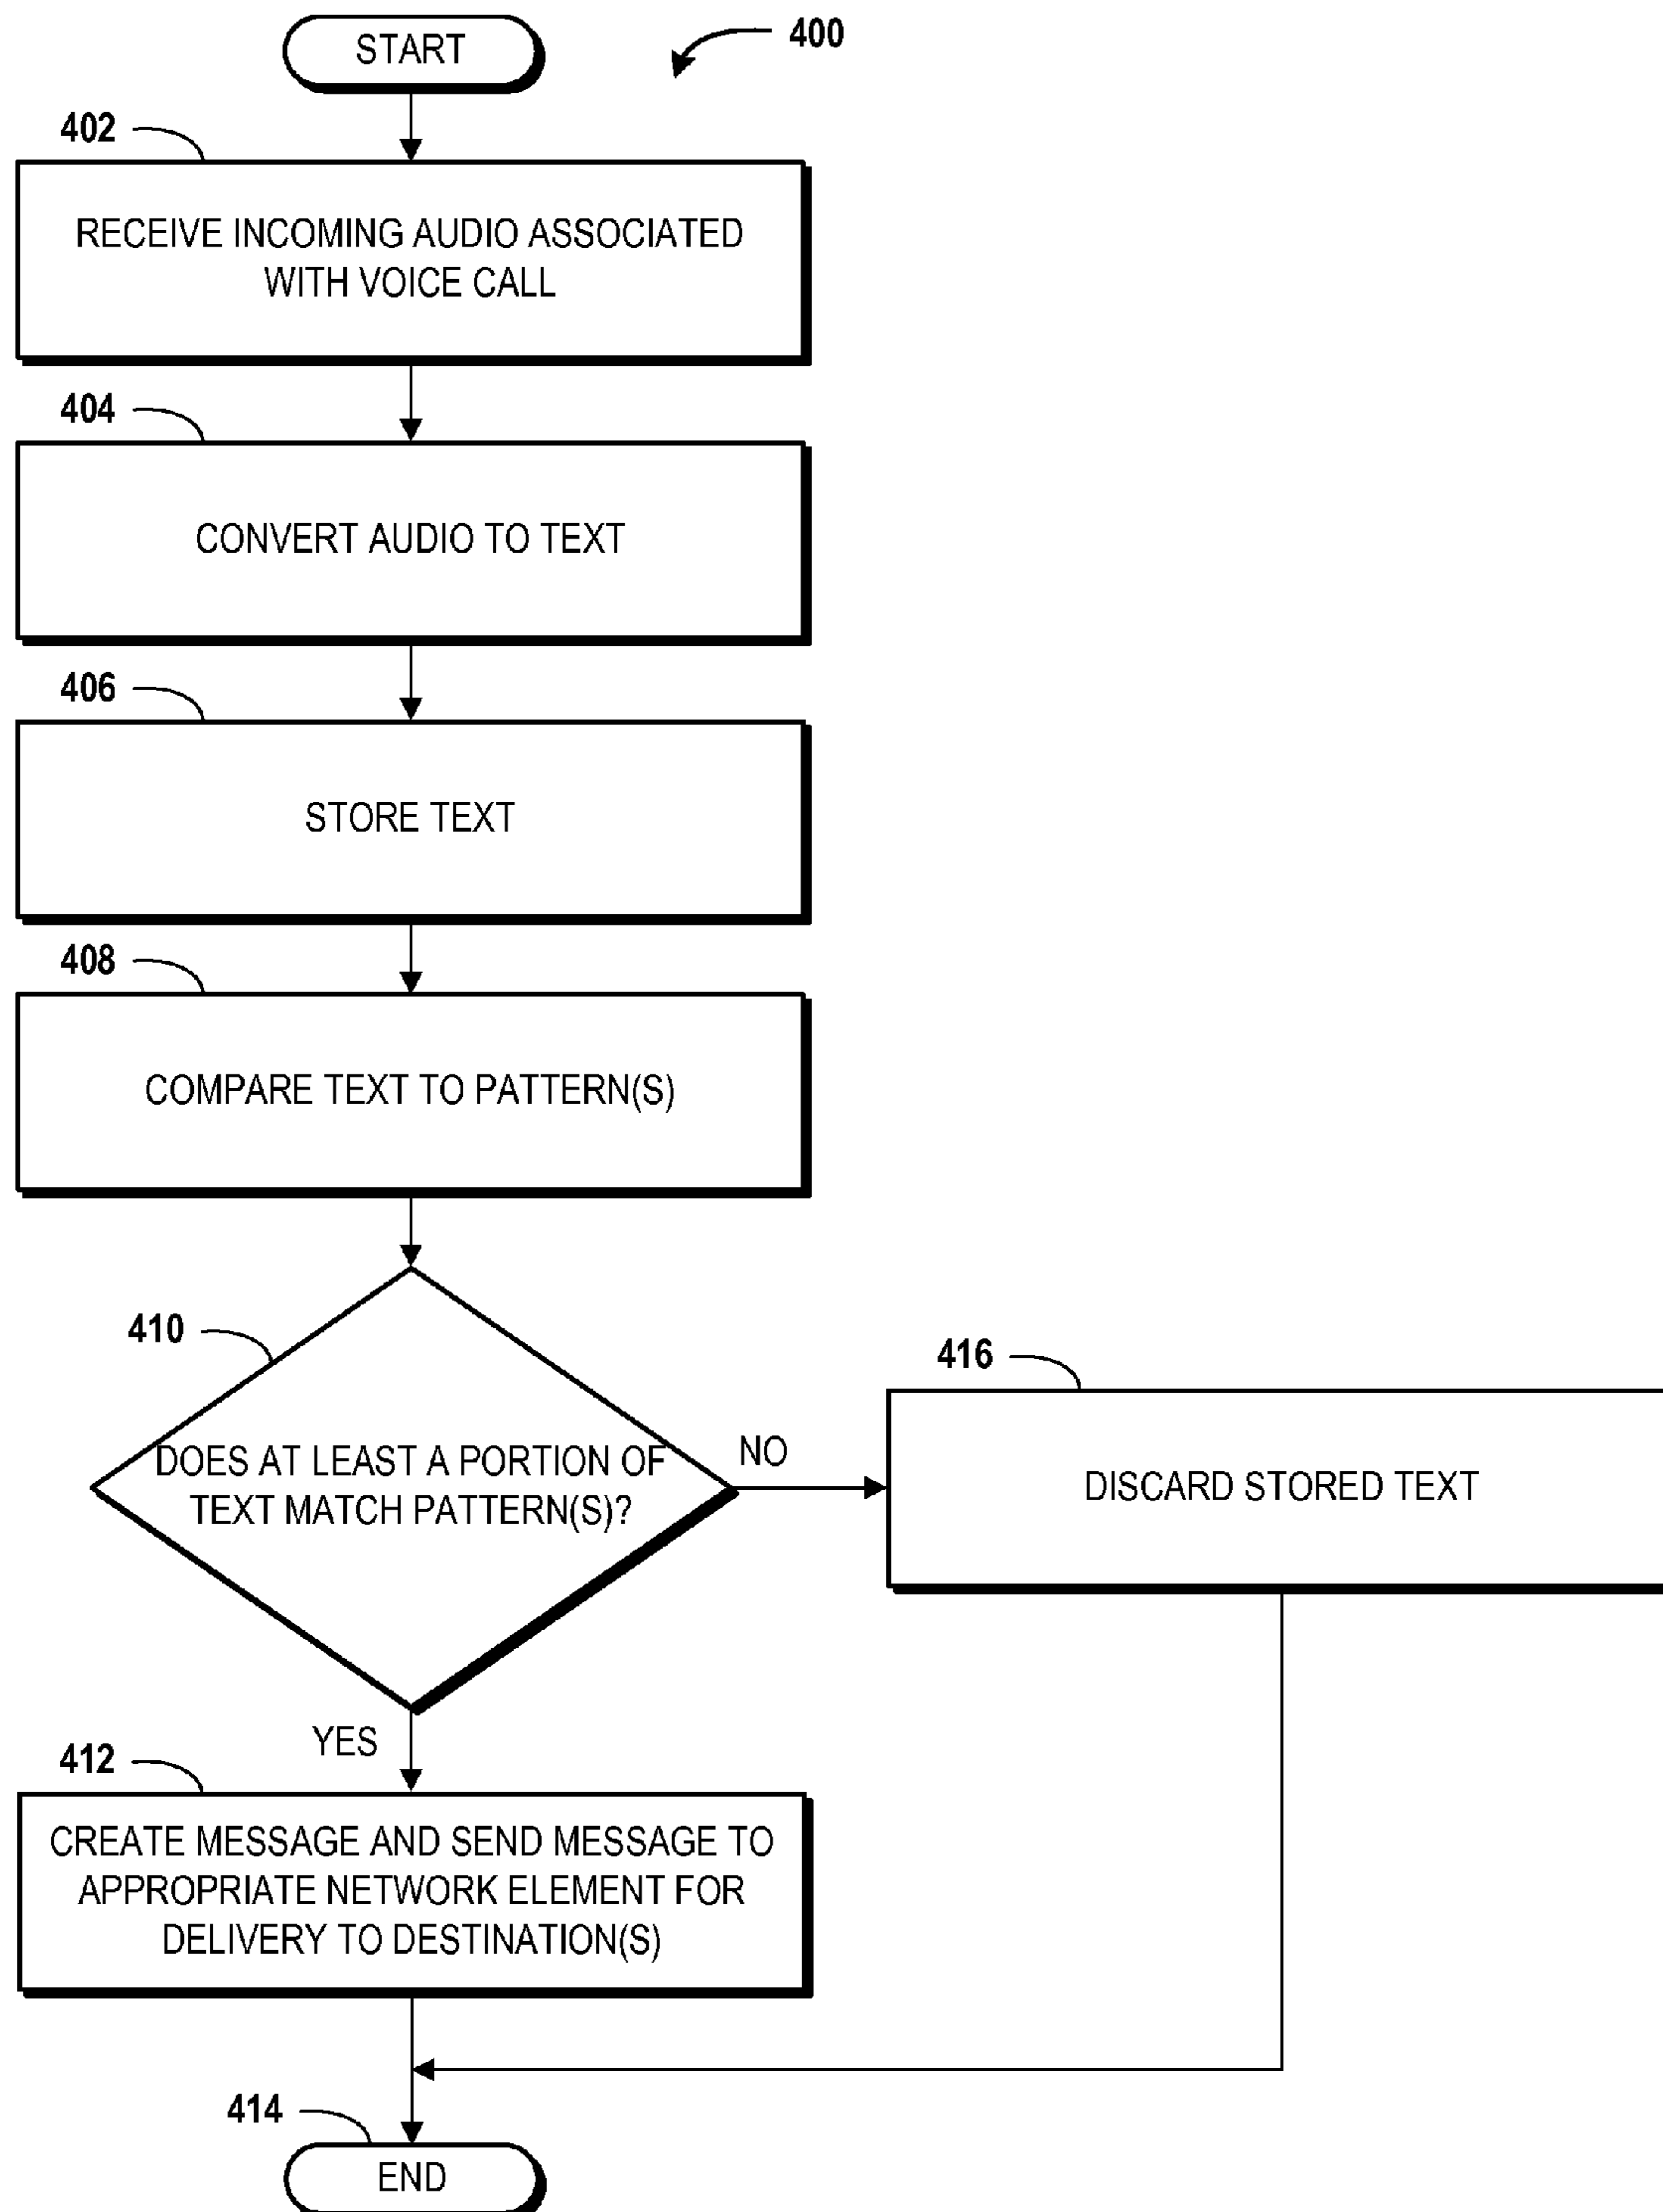 START
400
402
RECEIVE INCOMING AUDIO ASSOCIATED
WITH VOICE CALL
404
CONVERT AUDIO TO TEXT
406
STORE TEXT
408
COMPARE TEXT TO PATTERN(S)
410
DOES AT LEAST A PORTION OF
TEXT MATCH PATTERN(S)?
NO
416
DISCARD STORED TEXT
YES
412
CREATE MESSAGE AND SEND MESSAGE TO
APPROPRIATE NETWORK ELEMENT FOR
DELIVERY TO DESTINATION(S)
414
END